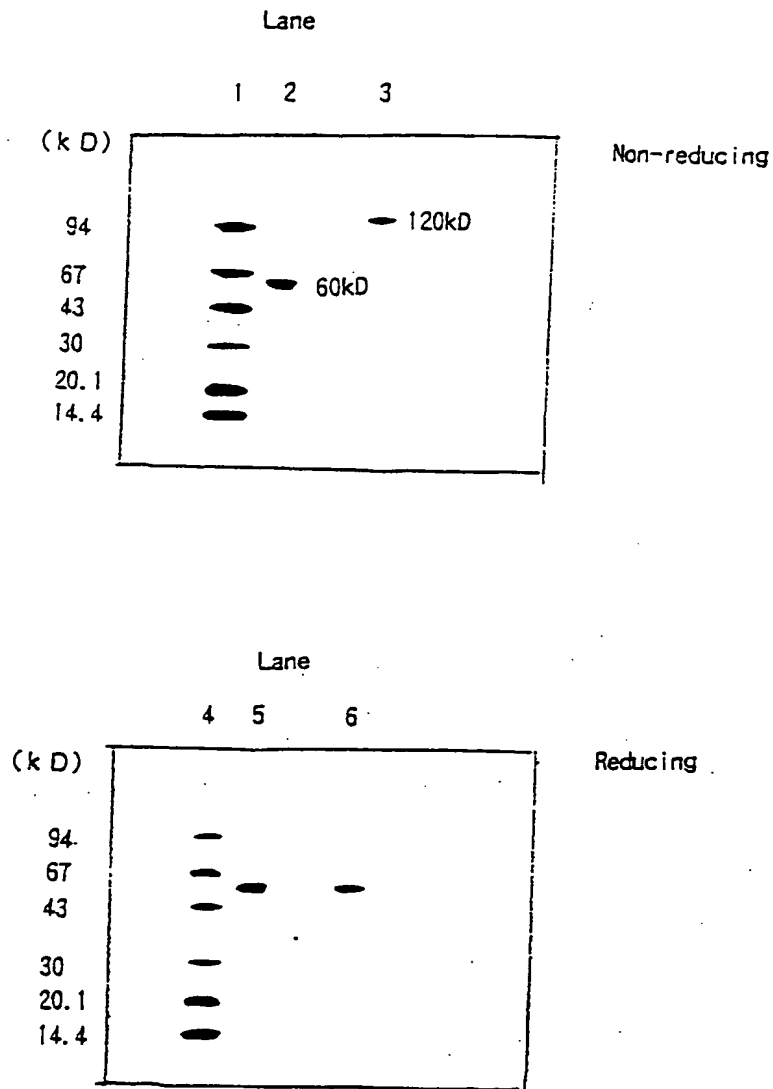 Lane
1 2 3
(kD)
Non-reducing
94
120kD
67
60kD
43
30
20.1
14.4
Lane
4 5 6
(kD)
Reducing
94
67
43
30
20.1
14.4